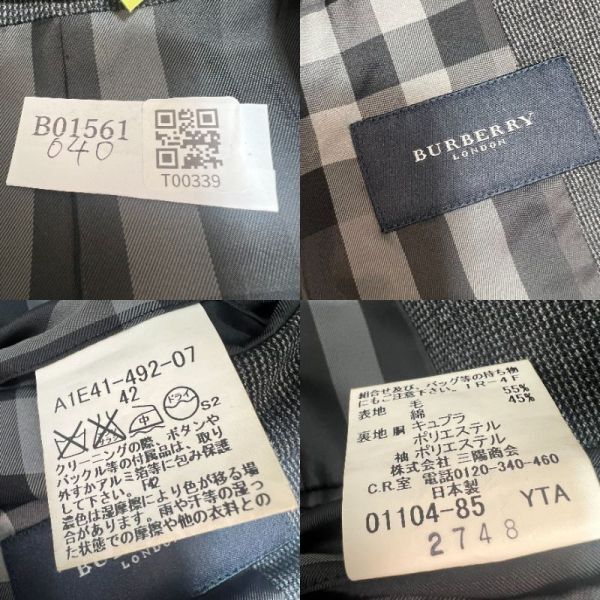 B01561
040
T00339
BURBERRY
LONDON
A1E41-492-07
42
ドライ
S2
クリーニングの際、ボタンや
バックル等の付属品は、取り
外すかアルミ箔等に包み保護
して下さい。
濃色は湿摩擦により色が移る場
合があります。雨や汗等の湿っ
た状態での摩擦や他の衣料との
BURBERRY
LONDON
組合せ及び、バッグ等の持ち物
にもご注意下さい。1R-4F
表地 毛 55%
綿 45%
裏地 胴 キュプラ
ポリエステル
袖 ポリエステル
株式会社 三陽商会
C.R.室 電話0120-340-460
日本製
01104-85 YTA
2748